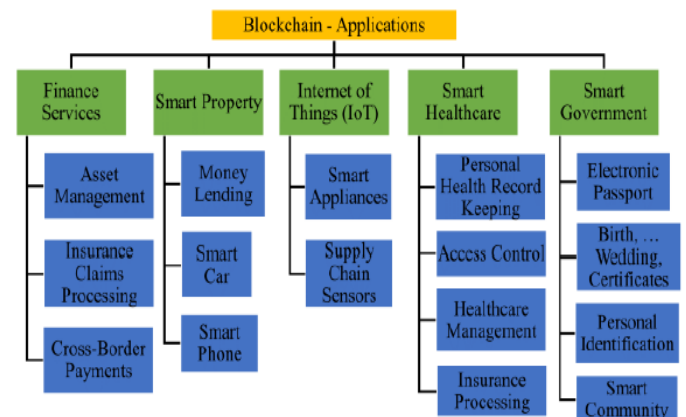 Blockchain - Applications
Finance
Services
Smart Property
Internet of
Things (IoT)
Smart
Healthcare
Smart
Government
Asset
Management
Insurance
Claims
Processing
Cross-Border
Payments
Money
Lending
Smart
Car
Smart
Phone
Smart
Appliances
Supply
Chain
Sensors
Personal
Health Record
Keeping
Access Control
Healthcare
Management
Insurance
Processing
Electronic
Passport
Birth, ...
Wedding,
Certificates
Personal
Identification
Smart
Community